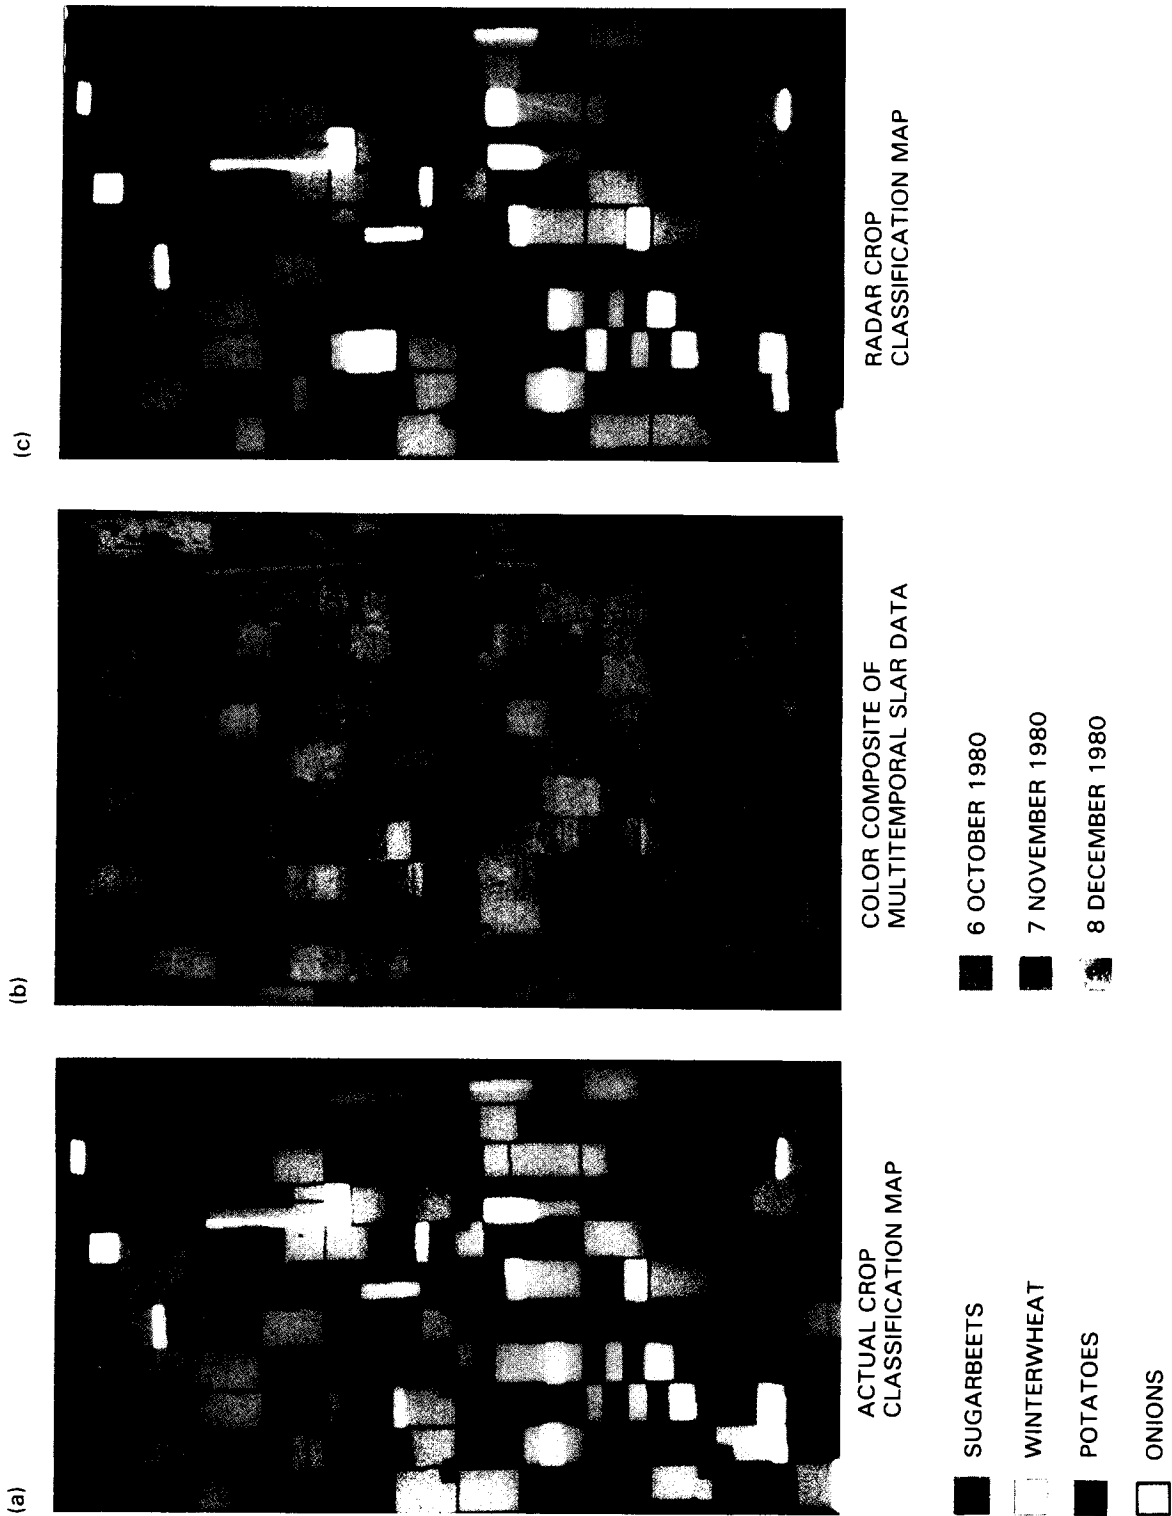 (a)
ACTUAL CROP
CLASSIFICATION MAP
SUGARBEETS
WINTERWHEAT
POTATOES
ONIONS
(b)
COLOR COMPOSITE OF
MULTITEMPORAL SLAR DATA
6 OCTOBER 1980
7 NOVEMBER 1980
8 DECEMBER 1980
(c)
RADAR CROP
CLASSIFICATION MAP